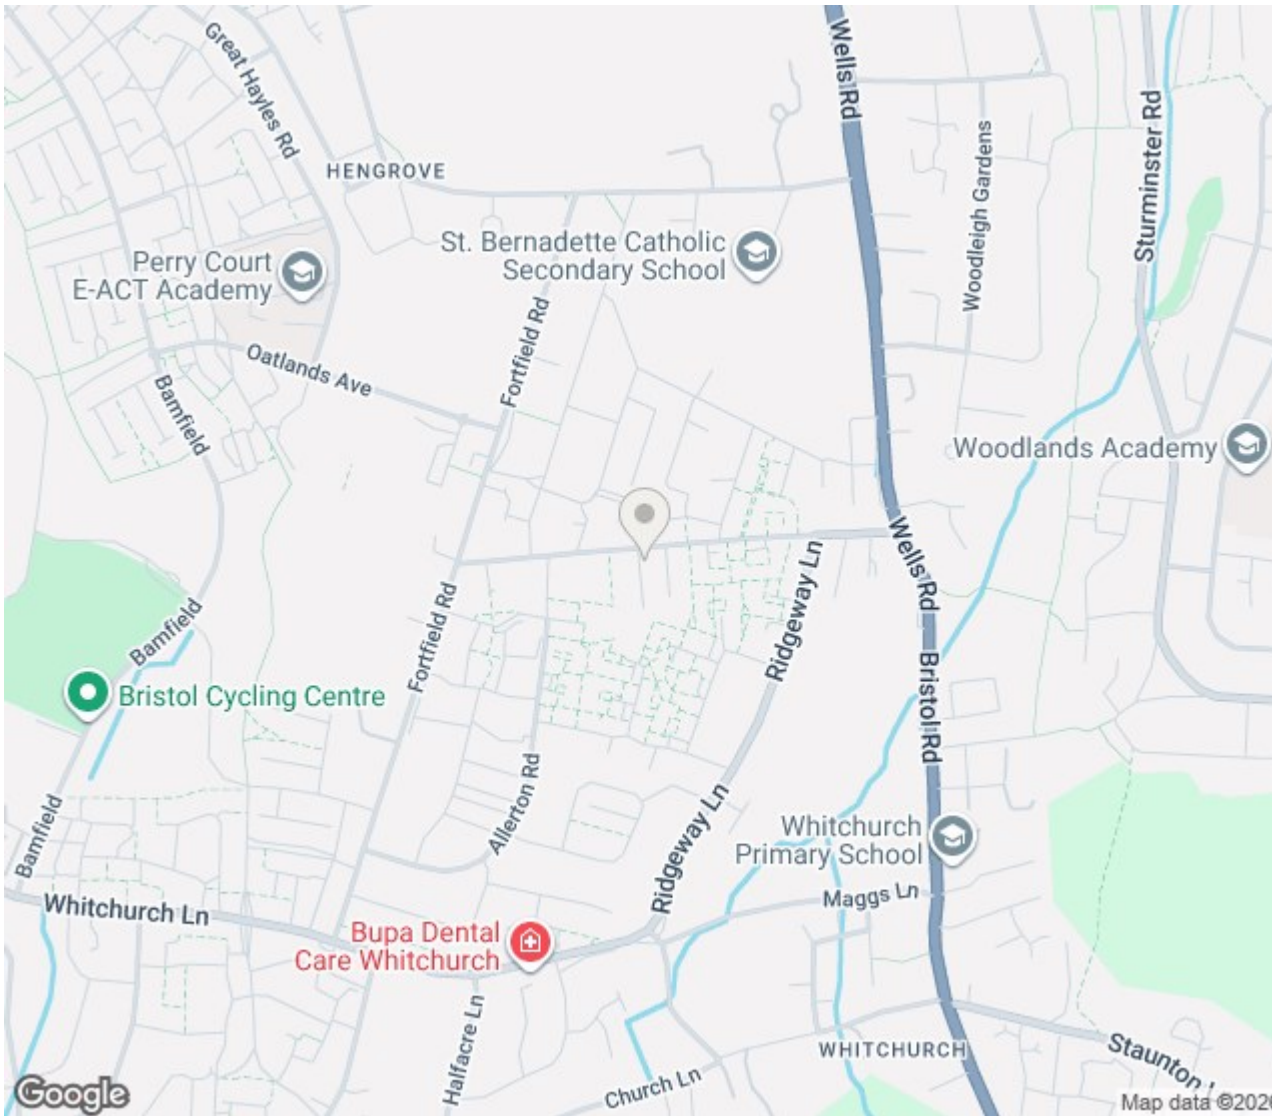 Great Hayles Rd
Wells Rd
HENGROVE
Woodleigh Gardens
Sturminster Rd
St. Bernadette Catholic
Secondary School
Perry Court
E-ACT Academy
Fortfield Rd
Oatlands Ave
Bamfield
Woodlands Academy
Wells Rd
Ridgeway Ln
Bamfield
Fortfield Rd
Bristol Rd
Bristol Cycling Centre
Allerton Rd
Ridgeway Ln
Bamfield
Whitchurch
Primary School
Maggs Ln
Whitchurch Ln
Bupa Dental
Care Whitchurch
Halfacre Ln
WHITCHURCH
Staunton L
Church Ln
Google
Map data ©202